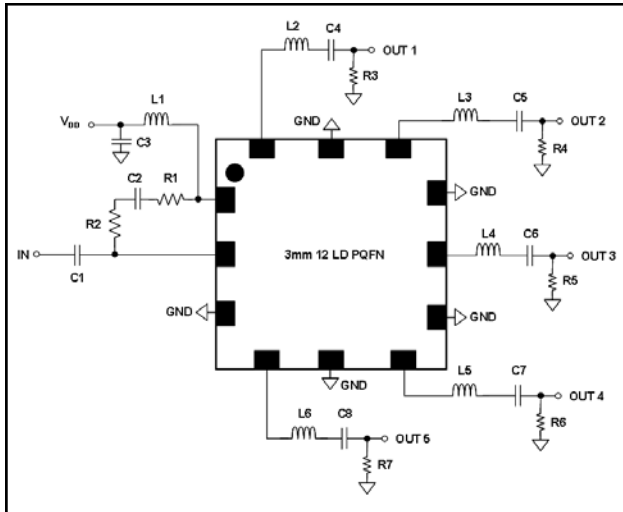 L2 C4 OUT 1
R3
L1
VDD
GND
L3 C5 OUT 2
C3
R4
C2 R1
GND
R2
3mm 12 LD PQFN
L4 C6
IN
OUT 3
C1
R5
GND
GND
L5 C7
GND
OUT 4
L6 C8
R6
OUT 5
R7